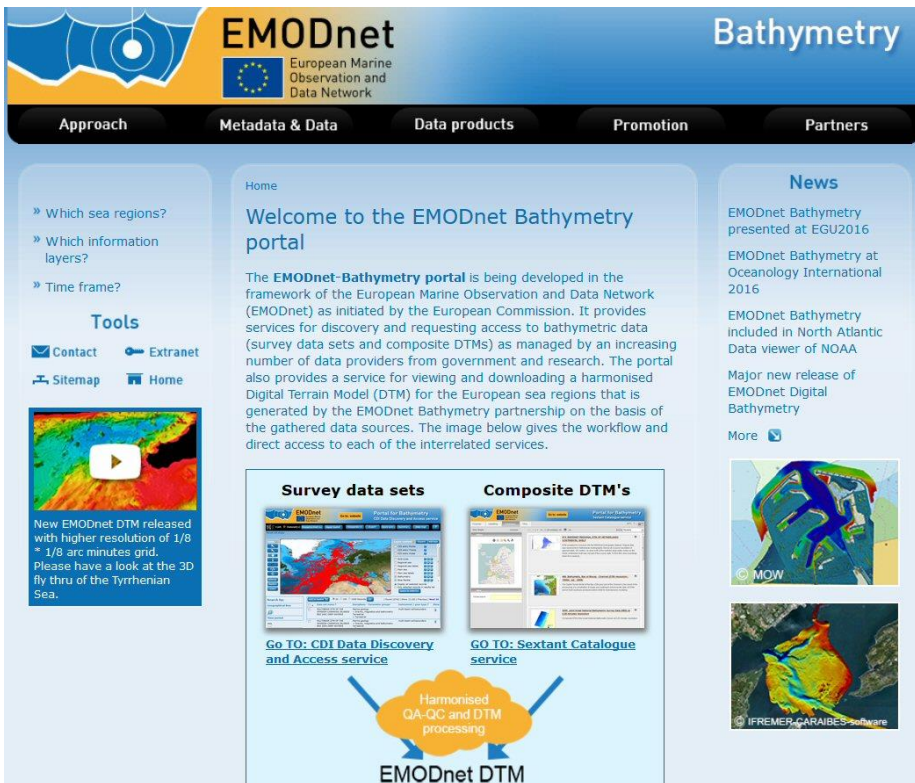 EMODnet
European Marine
Observation and
Data Network
Bathymetry
Approach
Metadata & Data
Data products
Promotion
Partners
» Which sea regions?
» Which information
layers?
» Time frame?
Tools
Contact
Extranet
Sitemap
Home
New EMODnet DTM released
with higher resolution of 1/8
* 1/8 arc minutes grid.
Please have a look at the 3D
fly thru of the Tyrrhenian
Sea.
Home
Welcome to the EMODnet Bathymetry
portal
The EMODnet-Bathymetry portal is being developed in the
framework of the European Marine Observation and Data Network
(EMODnet) as initiated by the European Commission. It provides
services for discovery and requesting access to bathymetric data
(survey data sets and composite DTMs) as managed by an increasing
number of data providers from government and research. The portal
also provides a service for viewing and downloading a harmonised
Digital Terrain Model (DTM) for the European sea regions that is
generated by the EMODnet Bathymetry partnership on the basis of
the gathered data sources. The image below gives the workflow and
direct access to each of the interrelated services.
Survey data sets
Composite DTM's
EMODnet
Portal for Bathymetry
EMODnet
Portal for Bathymetry
Go TO: CDI Data Discovery
and Access service
GO TO: Sextant Catalogue
service
Harmonised
QA-QC and DTM
processing
EMODnet DTM
News
EMODnet Bathymetry
presented at EGU2016
EMODnet Bathymetry at
Oceanology International
2016
EMODnet Bathymetry
included in North Atlantic
Data viewer of NOAA
Major new release of
EMODnet Digital
Bathymetry
More
© MOW
© IFREMER-CARAIBES-software